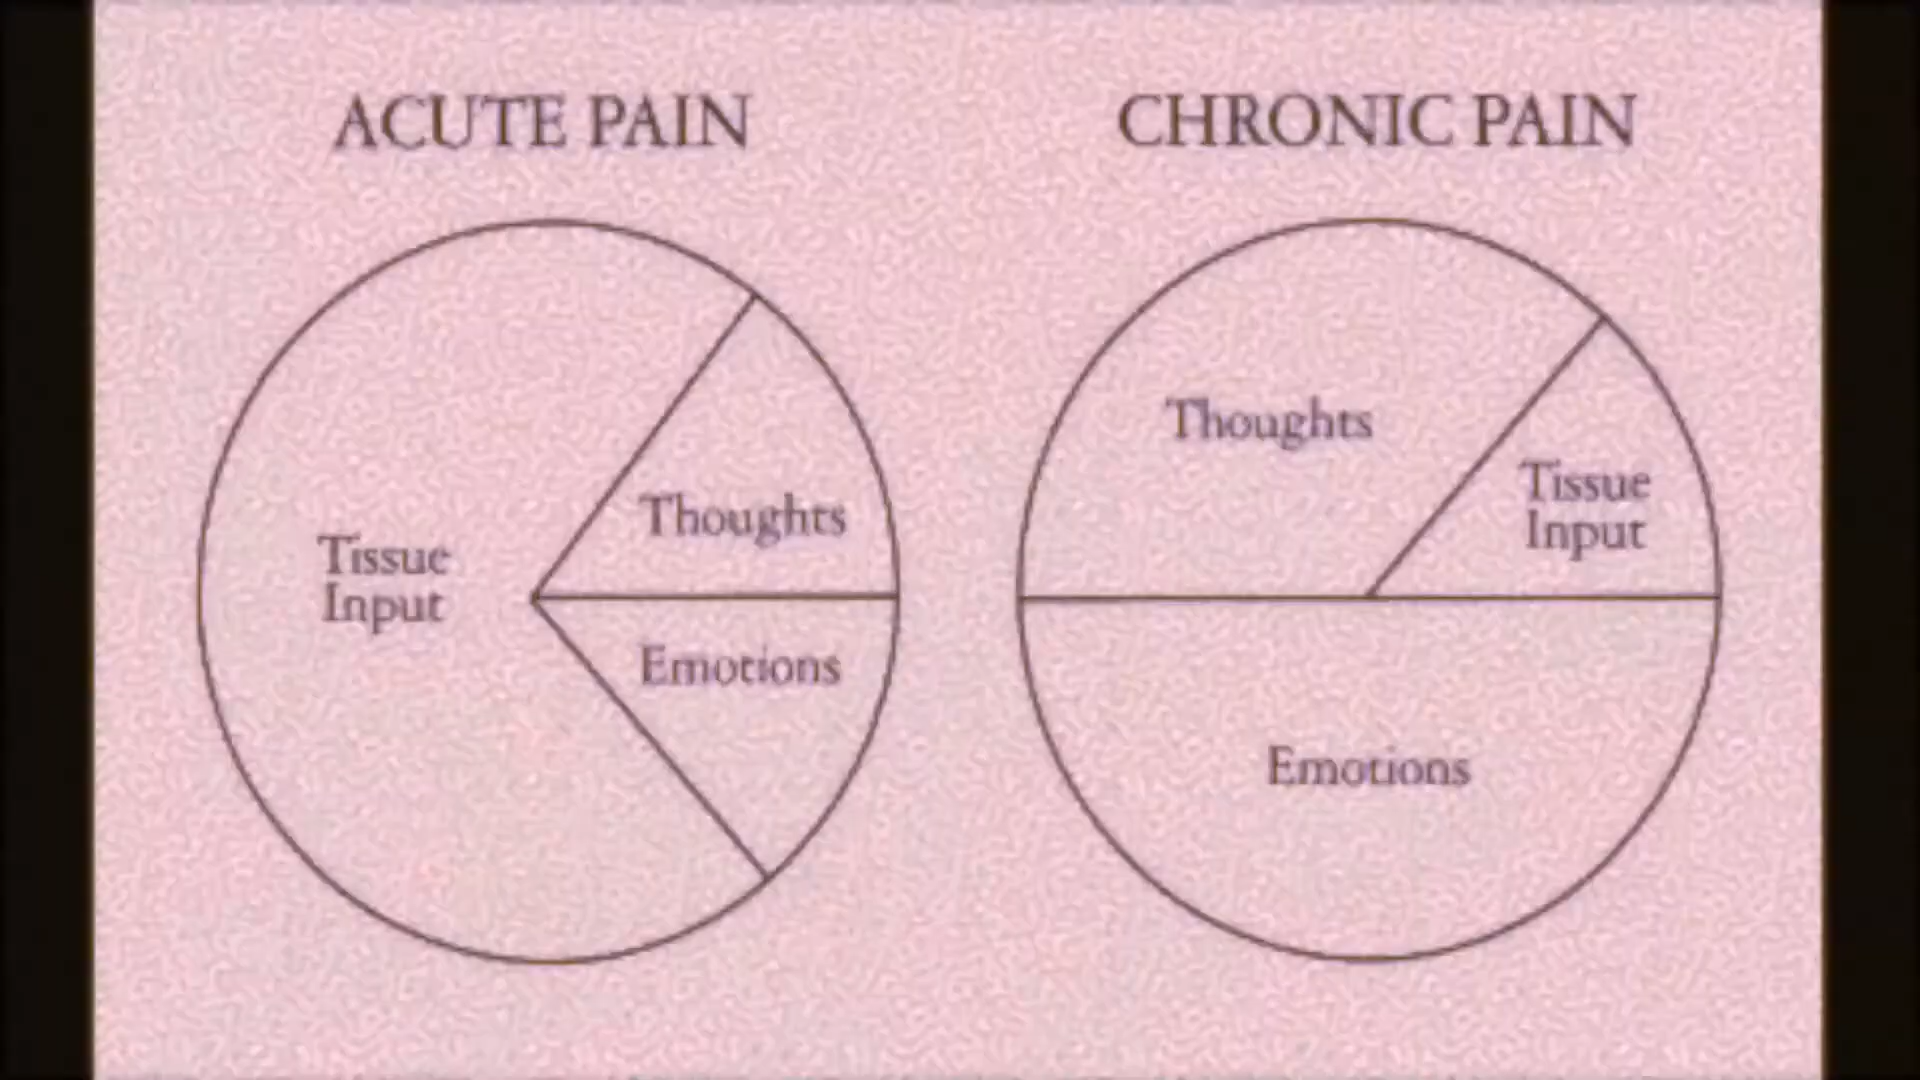 ACUTE PAIN
Tissue
Input
Thoughts
Emotions
CHRONIC PAIN
Thoughts
Tissue
Input
Emotions